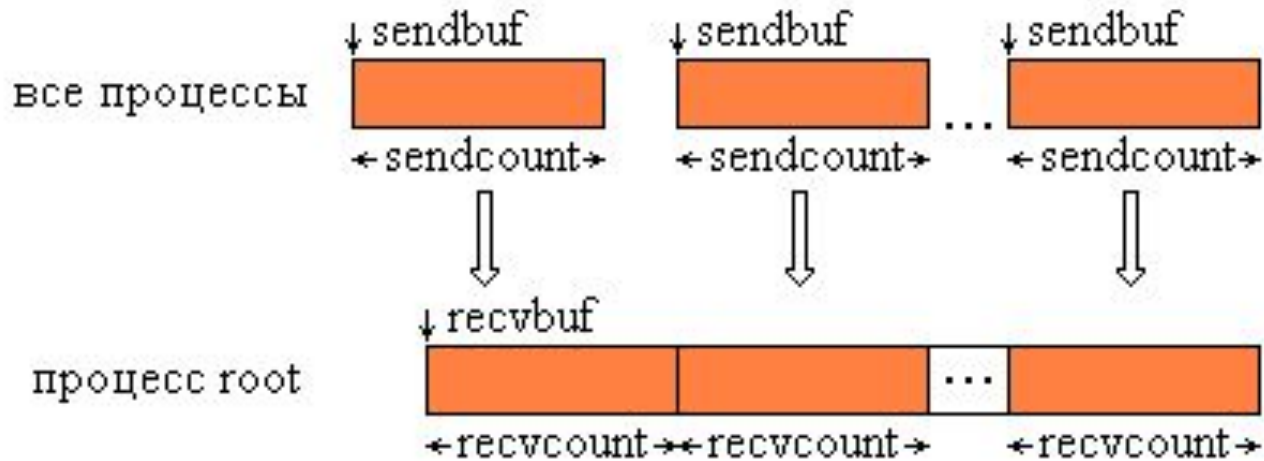 ↓ sendbuf ↓ sendbuf ↓ sendbuf
все процессы ...
←sendcount→ ←sendcount→ ←sendcount→
↓ recvbuf
процесс root ...
←recvcount→←recvcount→ ←recvcount→